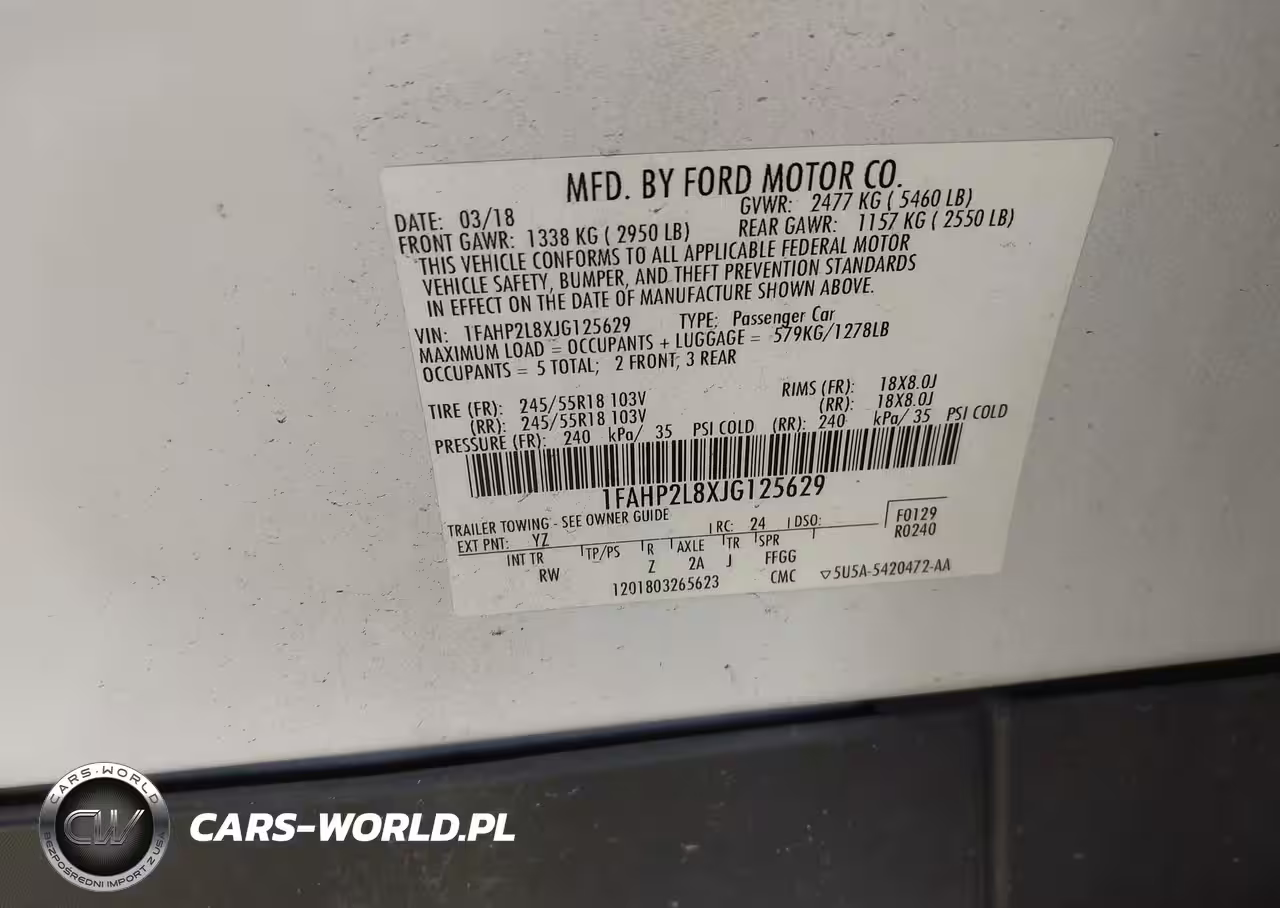 MFD. BY FORD MOTOR CO.
DATE: 03/18 GVWR: 2477 KG ( 5460 LB)
FRONT GAWR: 1338 KG ( 2950 LB) REAR GAWR: 1157 KG ( 2550 LB)
THIS VEHICLE CONFORMS TO ALL APPLICABLE FEDERAL MOTOR
VEHICLE SAFETY, BUMPER, AND THEFT PREVENTION STANDARDS
IN EFFECT ON THE DATE OF MANUFACTURE SHOWN ABOVE.
VIN: 1FAHP2L8XJG125629 TYPE: Passenger Car
MAXIMUM LOAD = OCCUPANTS + LUGGAGE = 579KG/1278LB
OCCUPANTS = 5 TOTAL; 2 FRONT, 3 REAR
TIRE (FR): 245/55R18 103V RIMS (FR): 18X8.0J
(RR): 245/55R18 103V (RR): 18X8.0J
PRESSURE (FR): 240 kPa/ 35 PSI COLD (RR): 240 kPa/ 35 PSI COLD
1FAHP2L8XJG125629
TRAILER TOWING - SEE OWNER GUIDE
EXT PNT: YZ RC: 24 DSO: F0129
R0240
INT TR TP/PS R AXLE TR SPR
RW Z 2A J FFGG
1201803265623 CMC ▽5U5A-5420472-AA
CARS-WORLD
CW
BEZPOŚREDNI IMPORT Z USA
CARS-WORLD.PL